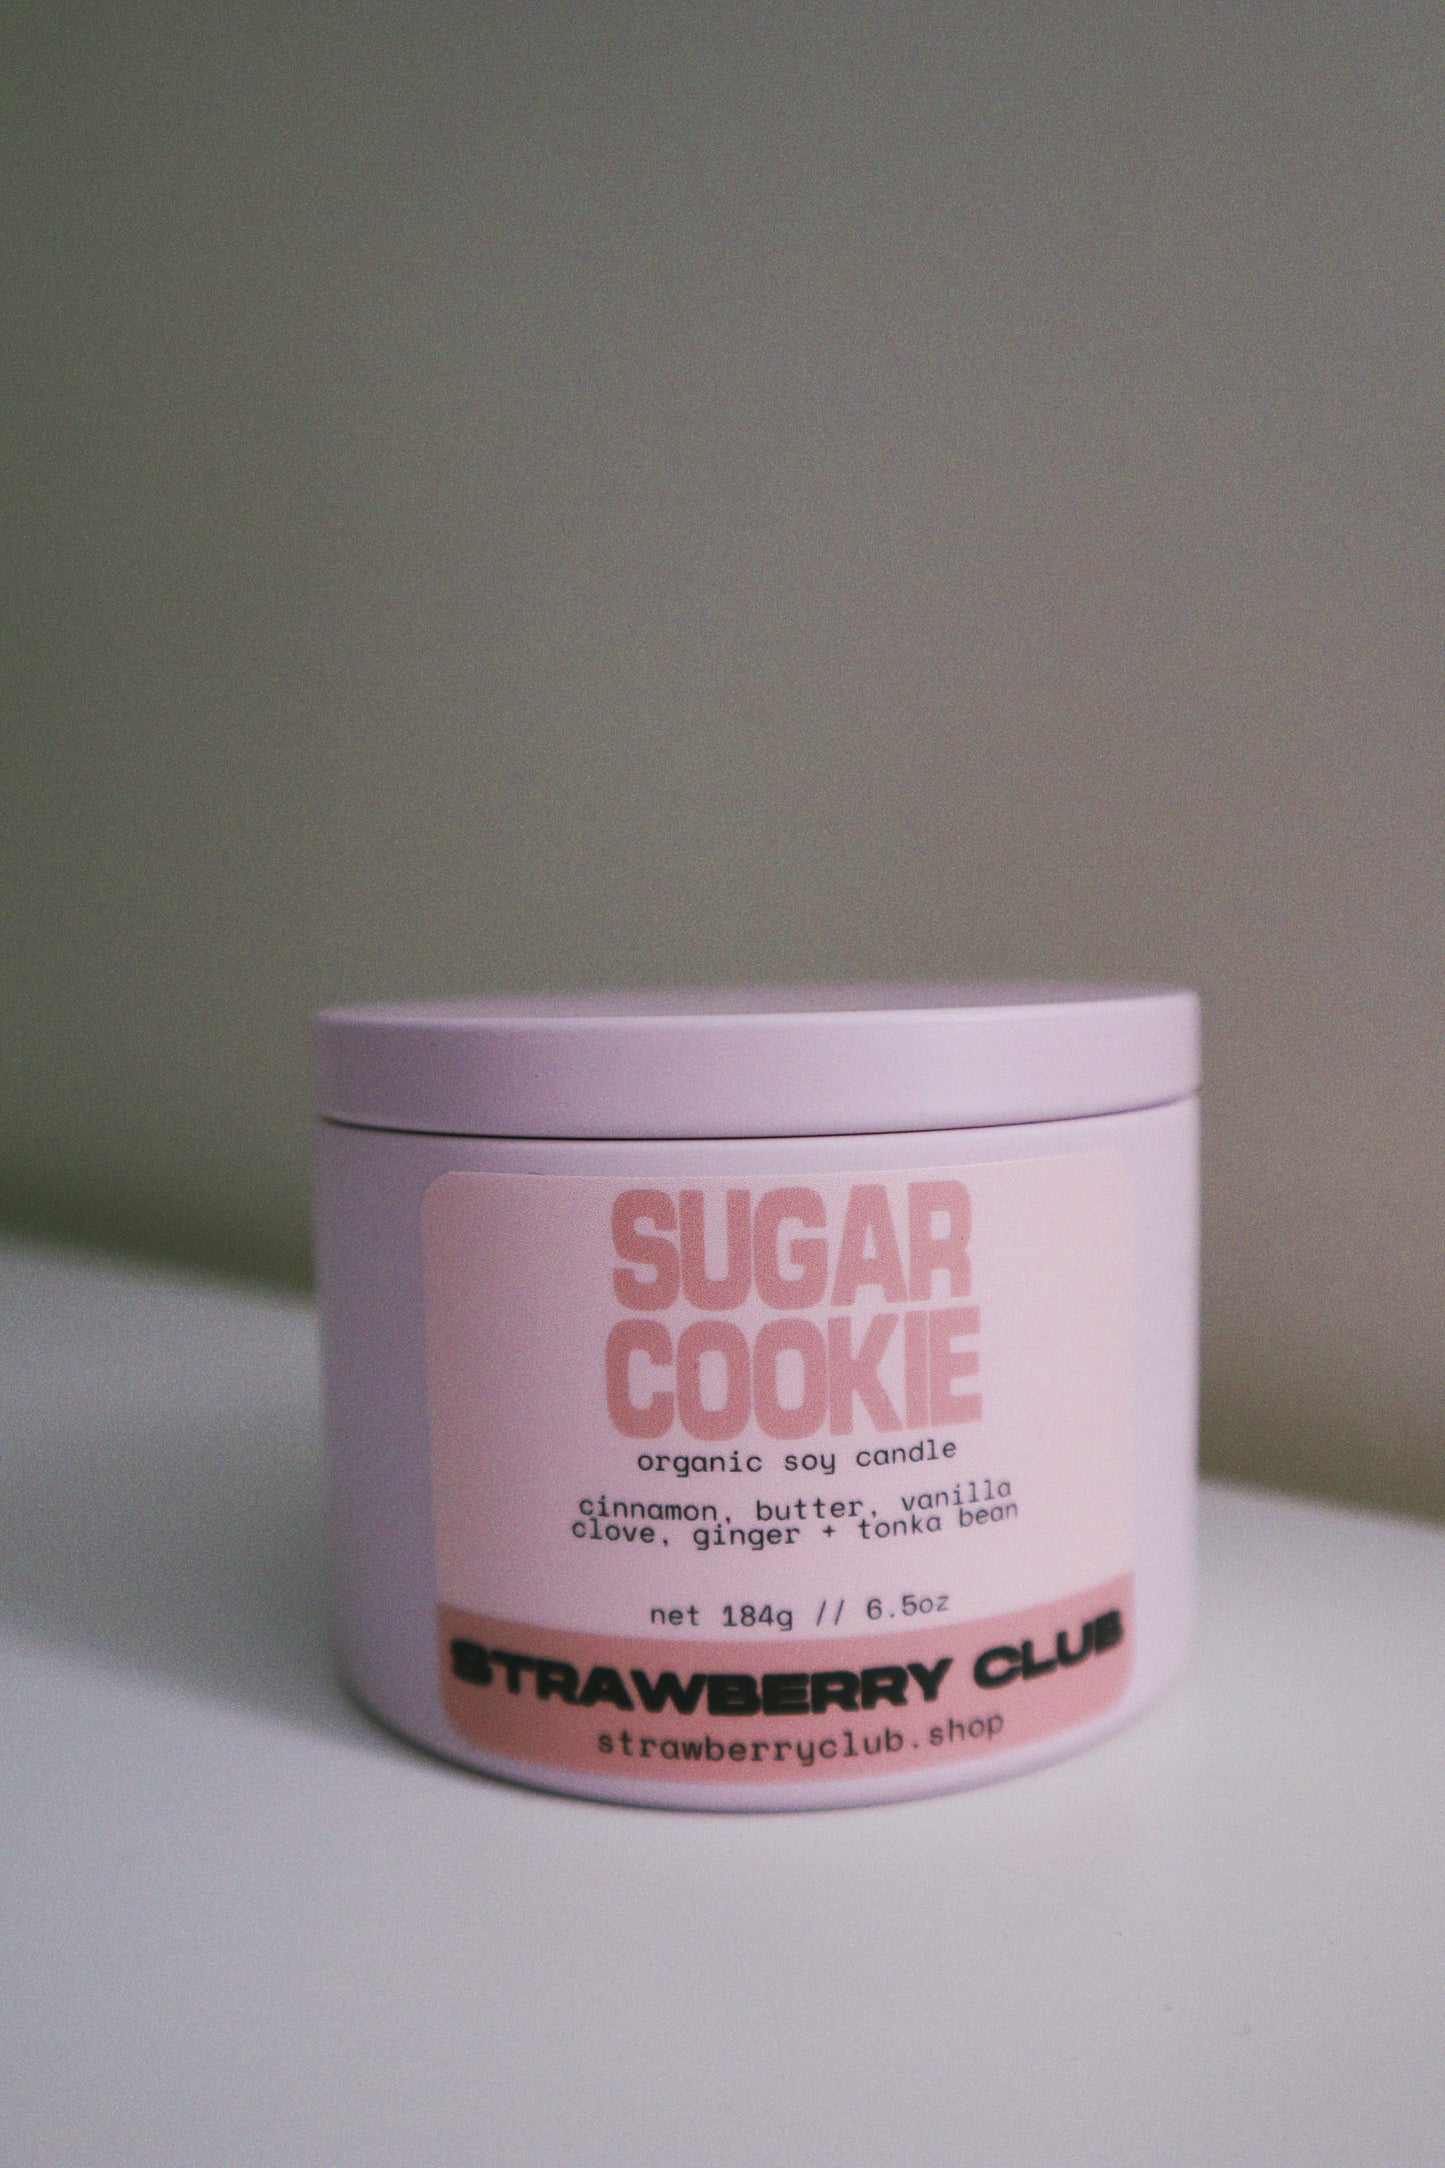 SUGAR
COOKIE
organic soy candle
cinnamon, butter, vanilla
clove, ginger + tonka bean
net 184g // 6.5oz
STRAWBERRY CLUB
strawberryclub.shop